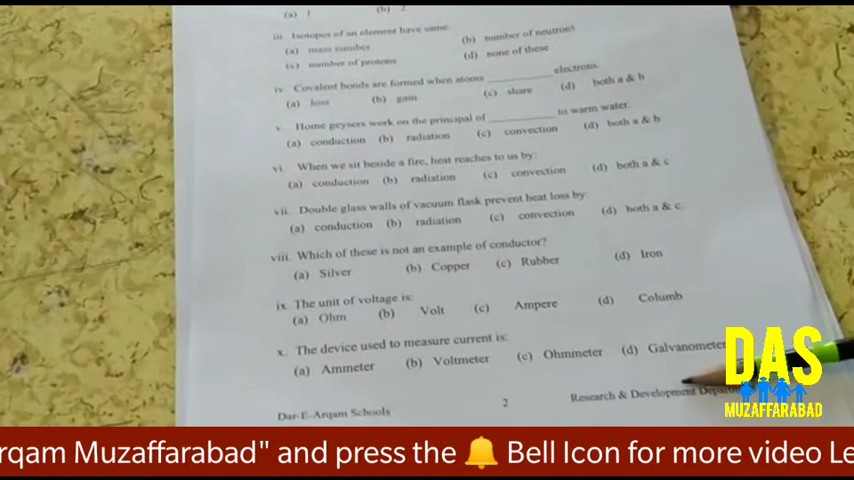 (a) 1 (b) 2
iii. Isotopes of an element have same:
(a) mass number (b) number of neutrons
(c) number of protons (d) none of these
iv. Covalent bonds are formed when atoms __________ electrons.
(a) loss (b) gain (c) share (d) both a & b
v. Home geysers work on the principal of __________ to warm water.
(a) conduction (b) radiation (c) convection (d) both a & b
vi. When we sit beside a fire, heat reaches to us by:
(a) conduction (b) radiation (c) convection (d) both a & c
vii. Double glass walls of vacuum flask prevent heat loss by:
(a) conduction (b) radiation (c) convection (d) both a & c.
viii. Which of these is not an example of conductor?
(a) Silver (b) Copper (c) Rubber (d) Iron
ix. The unit of voltage is:
(a) Ohm (b) Volt (c) Ampere (d) Columb
x. The device used to measure current is:
(a) Ammeter (b) Voltmeter (c) Ohmmeter (d) Galvanometer
Dar-E-Arqam Schools 2 Research & Development
DAS
MUZAFFARABAD
rqam Muzaffarabad" and press the 🔔 Bell Icon for more video Le